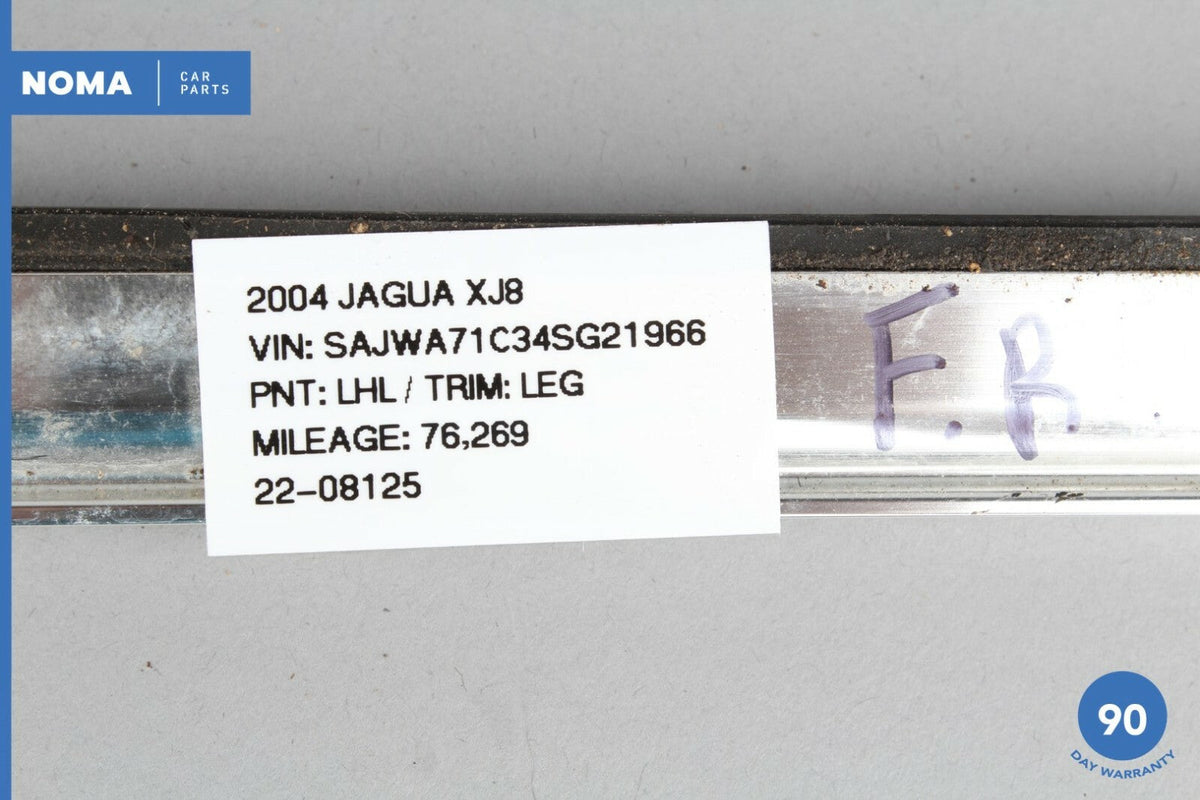 NOMA
CAR
PARTS
2004 JAGUA XJ8
VIN: SAJWA71C34SG21966
PNT: LHL / TRIM: LEG
MILEAGE: 76,269
22-08125
F.R
90
DAY WARRANTY